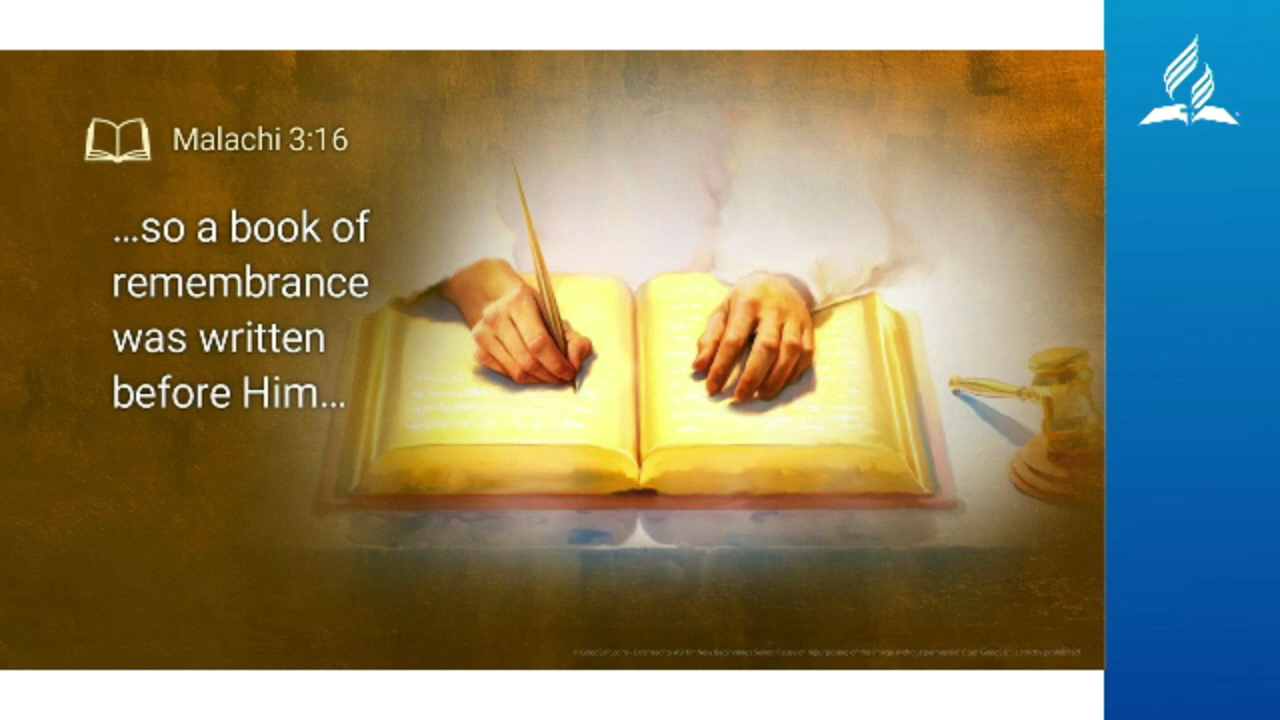 Malachi 3:16
...so a book of
remembrance
was written
before Him...